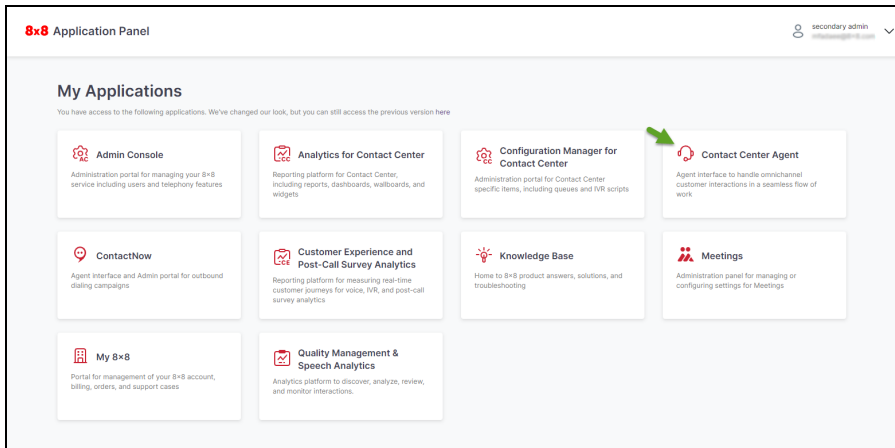 8x8 Application Panel
secondary admin
My Applications
You have access to the following applications. We've changed our look, but you can still access the previous version here
AC
Admin Console
Administration portal for managing your 8x8
service including users and telephony features
CC
Analytics for Contact Center
Reporting platform for Contact Center,
including reports, dashboards, wallboards, and
widgets
CC
Configuration Manager for
Contact Center
Administration portal for Contact Center
specific items, including queues and IVR scripts
Contact Center Agent
Agent interface to handle omnichannel
customer interactions in a seamless flow of
work
ContactNow
Agent interface and Admin portal for outbound
dialing campaigns
CE
Customer Experience and
Post-Call Survey Analytics
Reporting platform for measuring real-time
customer journeys for voice, IVR, and post-call
survey analytics
Knowledge Base
Home to 8x8 product answers, solutions, and
troubleshooting
Meetings
Administration panel for managing or
configuring settings for Meetings
My 8x8
Portal for management of your 8x8 account,
billing, orders, and support cases
Quality Management &
Speech Analytics
Analytics platform to discover, analyze, review,
and monitor interactions.